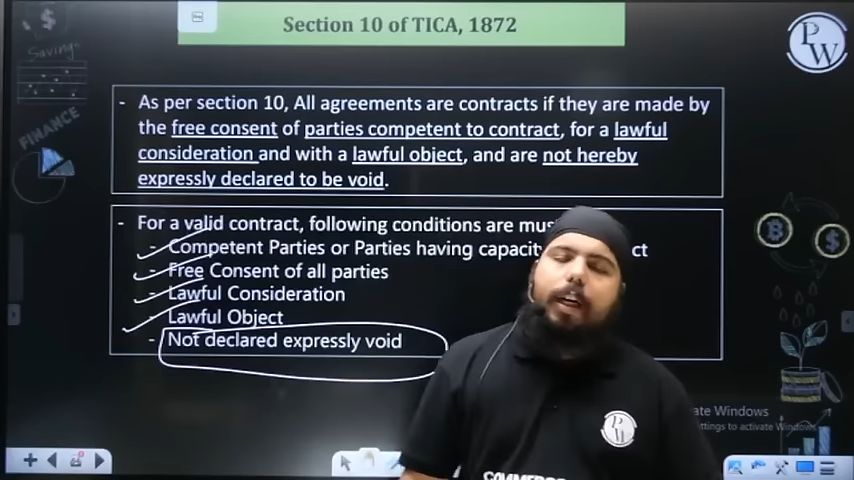 Section 10 of TICA, 1872
$
Savings
FINANCE
P
W
- As per section 10, All agreements are contracts if they are made by
the free consent of parties competent to contract, for a lawful
consideration and with a lawful object, and are not hereby
expressly declared to be void.
- For a valid contract, following conditions are mus
- Competent Parties or Parties having capacity ct
- Free Consent of all parties
- Lawful Consideration
- Lawful Object
- Not declared expressly void
B
$
ate Windows
ettings to activate Windows
P
W
COMMERCE